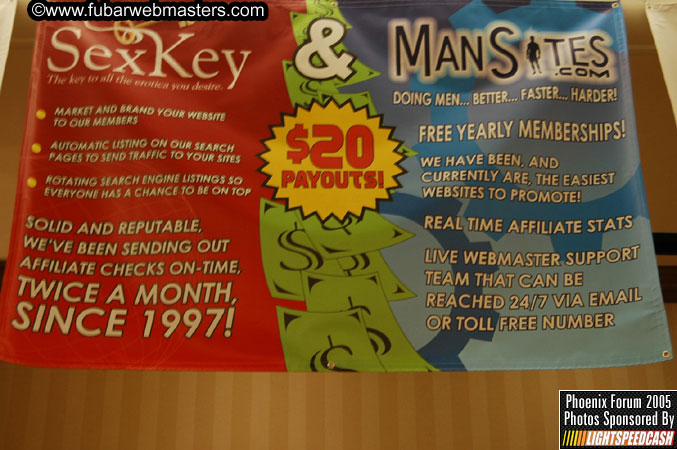 © www.fubarwebmasters.com
SexKey
The key to all the erotica you desire.
MARKET AND BRAND YOUR WEBSITE
TO OUR MEMBERS
AUTOMATIC LISTING ON OUR SEARCH
PAGES TO SEND TRAFFIC TO YOUR SITES
ROTATING SEARCH ENGINE LISTINGS SO
EVERYONE HAS A CHANCE TO BE ON TOP
SOLID AND REPUTABLE,
WE'VE BEEN SENDING OUT
AFFILIATE CHECKS ON-TIME,
TWICE A MONTH,
SINCE 1997!
&
$20
PAYOUTS!
MANSITES
.COM
DOING MEN... BETTER... FASTER... HARDER!
FREE YEARLY MEMBERSHIPS!
WE HAVE BEEN, AND
CURRENTLY ARE, THE EASIEST
WEBSITES TO PROMOTE!
REAL TIME AFFILIATE STATS
LIVE WEBMASTER SUPPORT
TEAM THAT CAN BE
REACHED 24/7 VIA EMAIL
OR TOLL FREE NUMBER
Phoenix Forum 2005
Photos Sponsored By
LIGHTSPEEDCASH